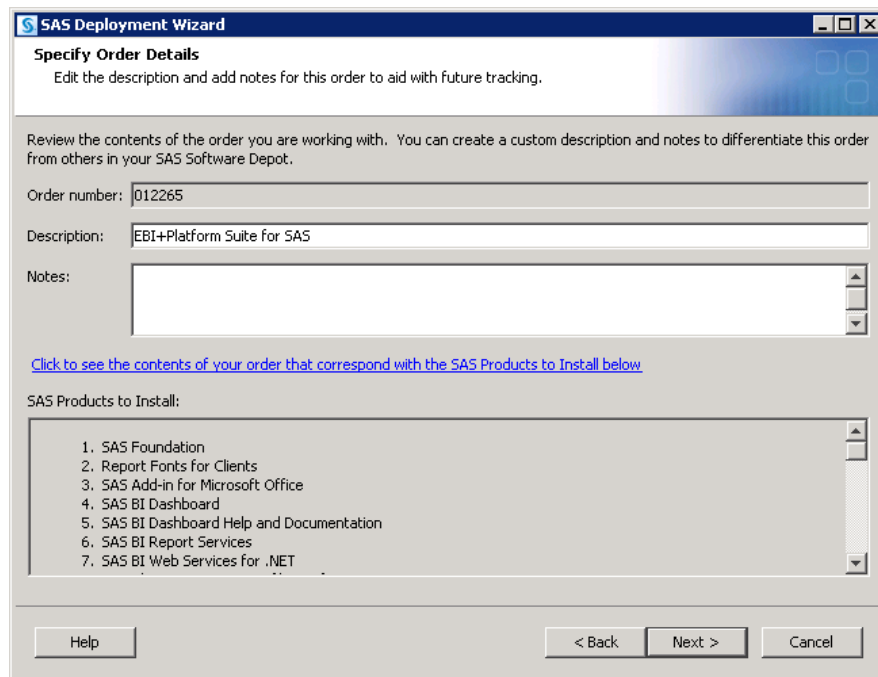 SAS Deployment Wizard
Specify Order Details
Edit the description and add notes for this order to aid with future tracking.
Review the contents of the order you are working with. You can create a custom description and notes to differentiate this order
from others in your SAS Software Depot.
Order number: 012265
Description: EBI+Platform Suite for SAS
Notes:
Click to see the contents of your order that correspond with the SAS Products to Install below
SAS Products to Install:
1. SAS Foundation
2. Report Fonts for Clients
3. SAS Add-in for Microsoft Office
4. SAS BI Dashboard
5. SAS BI Dashboard Help and Documentation
6. SAS BI Report Services
7. SAS BI Web Services for .NET
Help < Back Next > Cancel